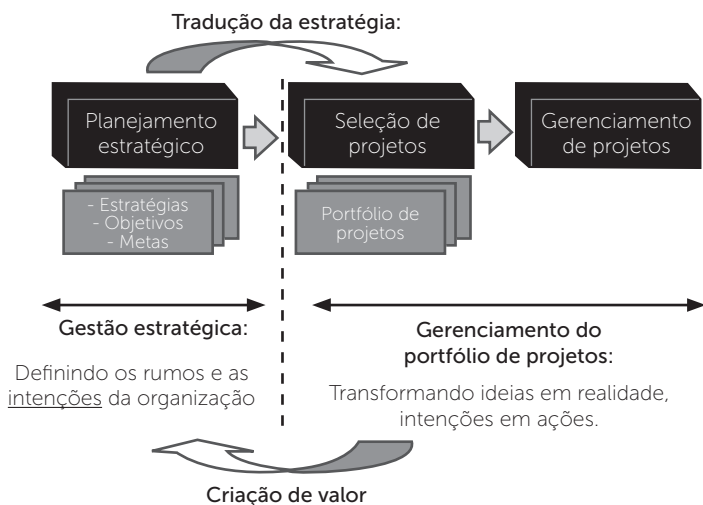 Tradução da estratégia:
Planejamento
estratégico
Seleção de
projetos
Gerenciamento
de projetos
- Estratégias
- Objetivos
- Metas
Portfólio de
projetos
Gestão estratégica:
Definindo os rumos e as
intenções da organização
Gerenciamento do
portfólio de projetos:
Transformando ideias em realidade,
intenções em ações.
Criação de valor